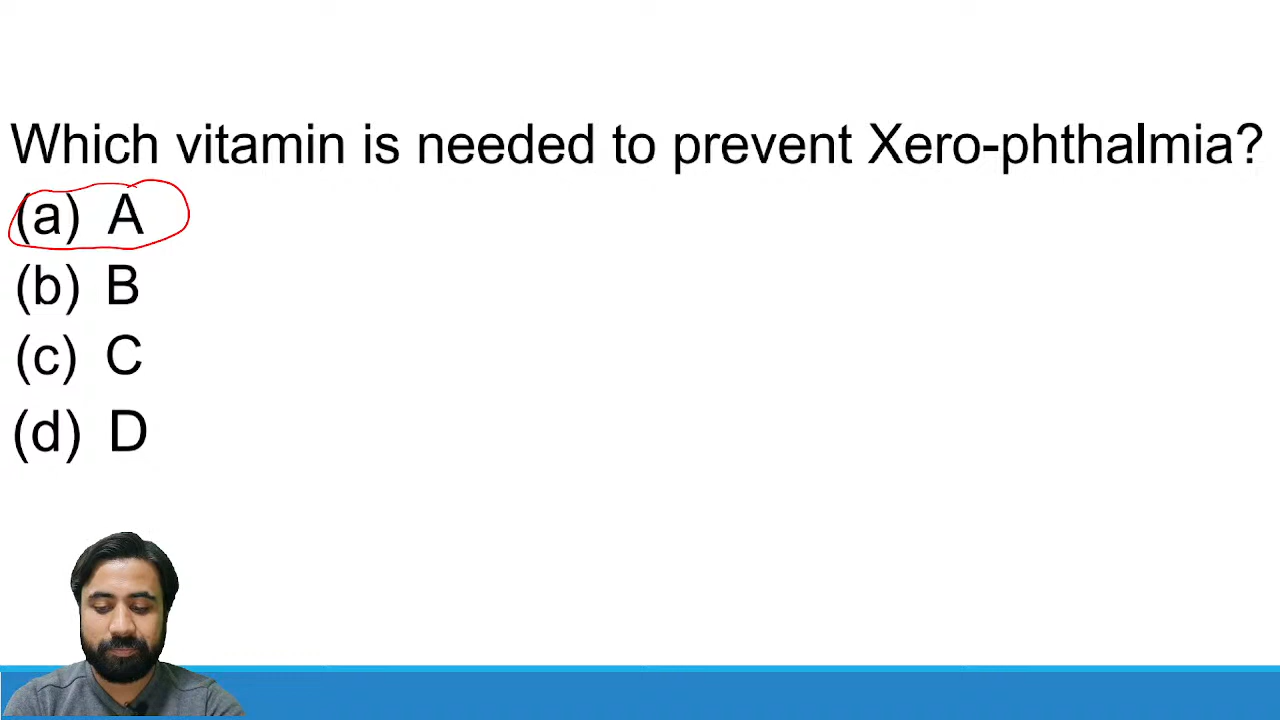 Which vitamin is needed to prevent Xero-phthalmia?
(a) A
(b) B
(c) C
(d) D